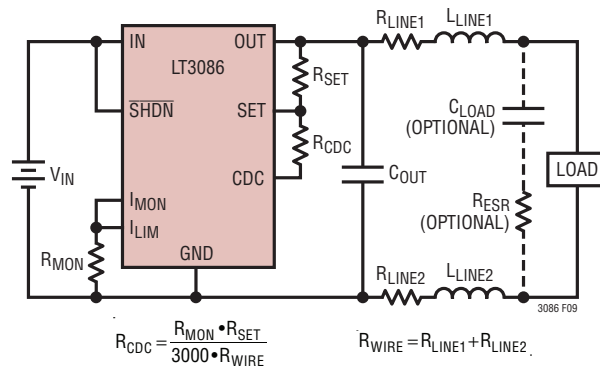 IN
OUT
RLINE1
LLINE1
LT3086
RSET
SHDN
SET
CLOAD
(OPTIONAL)
RCDC
LOAD
VIN
COUT
CDC
IMON
RESR
(OPTIONAL)
ILIM
RMON
GND
RLINE2
LLINE2
3086 F09
RCDC = RMON • RSET / 3000 • RWIRE
RWIRE = RLINE1 + RLINE2